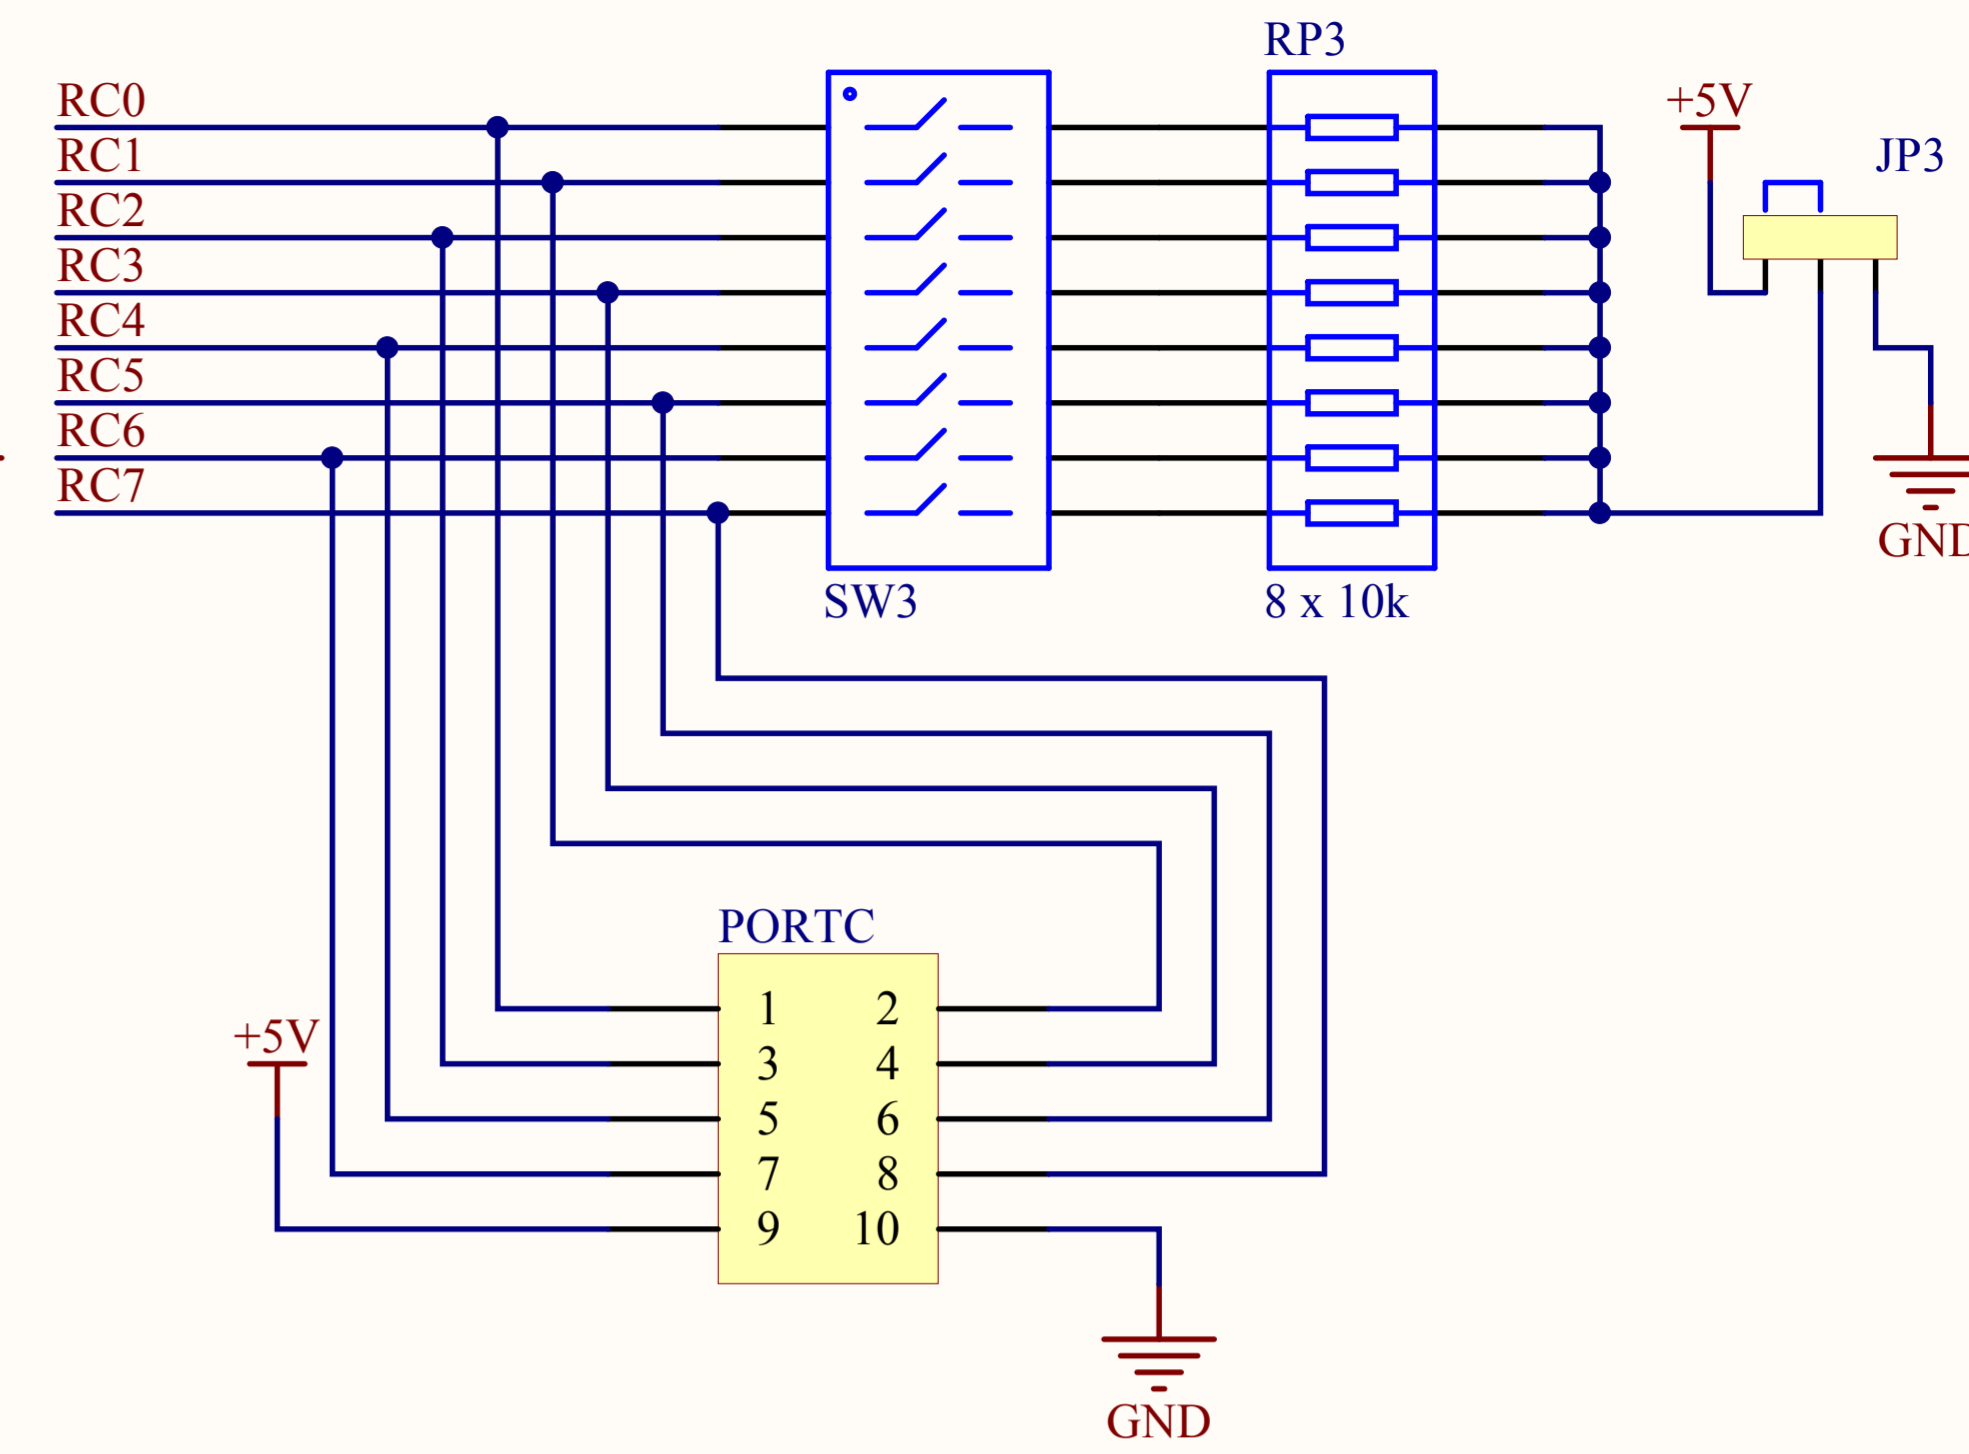 RP3
RC0
+5V
RC1
JP3
RC2
RC3
RC4
RC5
RC6
RC7
GND
SW3
8 x 10k
PORTC
1 2
+5V
3 4
5 6
7 8
9 10
GND